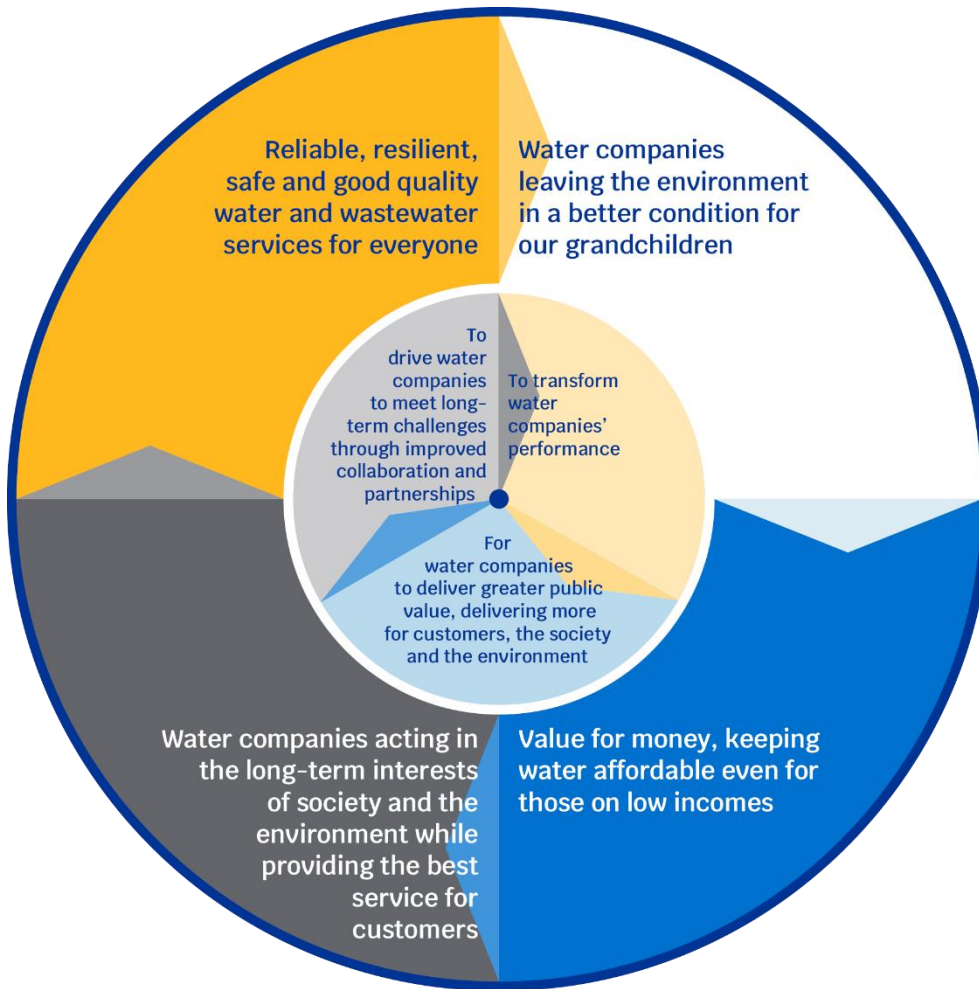 Reliable, resilient,
safe and good quality
water and wastewater
services for everyone
Water companies
leaving the environment
in a better condition for
our grandchildren
To
drive water
companies
to meet long-
term challenges
through improved
collaboration and
partnerships
To transform
water
companies’
performance
For
water companies
to deliver greater public
value, delivering more
for customers, the society
and the environment
Water companies acting in
the long-term interests
of society and the
environment while
providing the best
service for
customers
Value for money, keeping
water affordable even for
those on low incomes